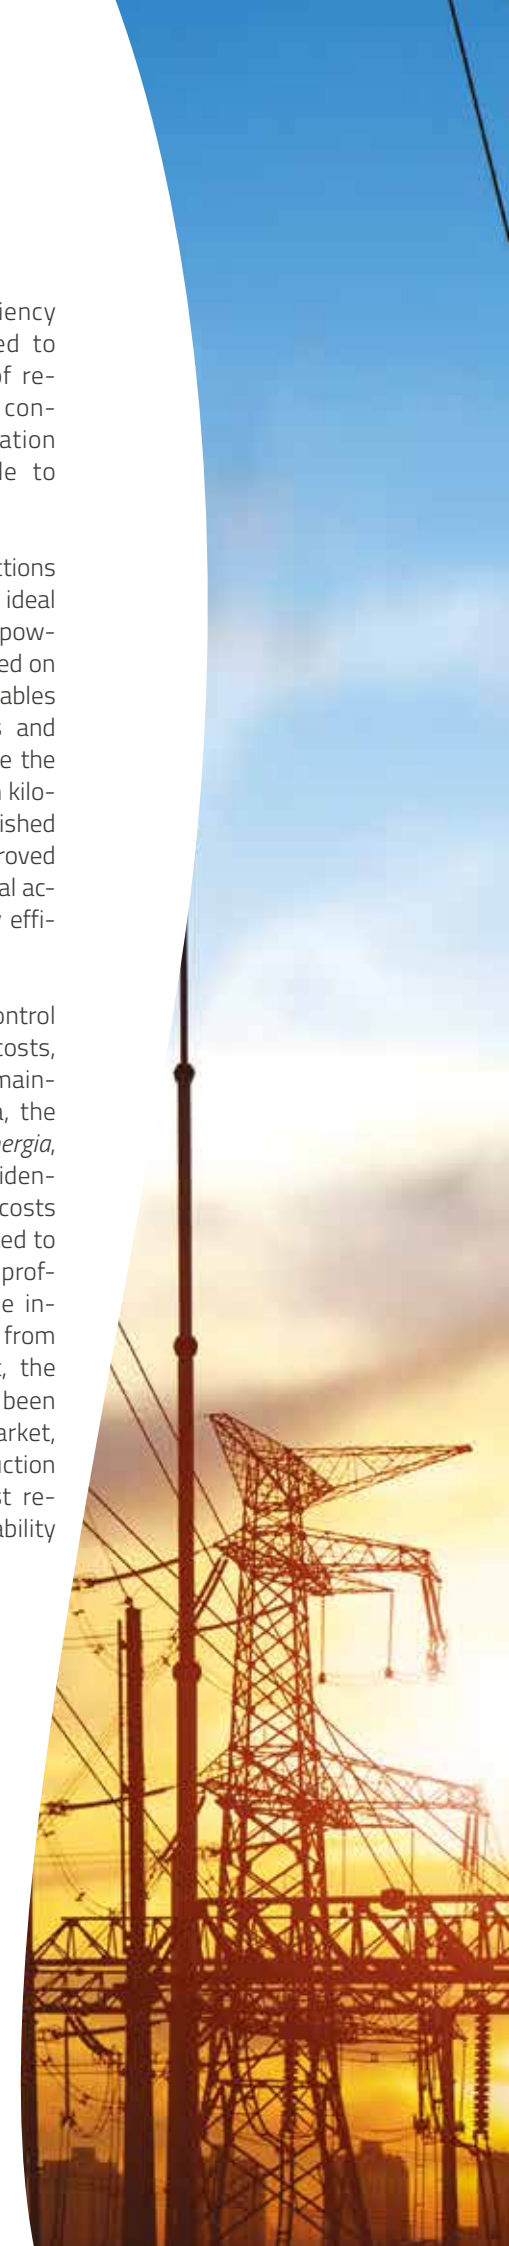 iency
ed to
of re-
con-
ation
le to
ctions
ideal
pow-
ed on
ables
s and
e the
kilo-
ished
roved
al ac-
effi-
ontrol
costs,
main-
a, the
nergia,
iden-
costs
ed to
prof-
e in-
from
the
been
arket,
uction
st re-
ability